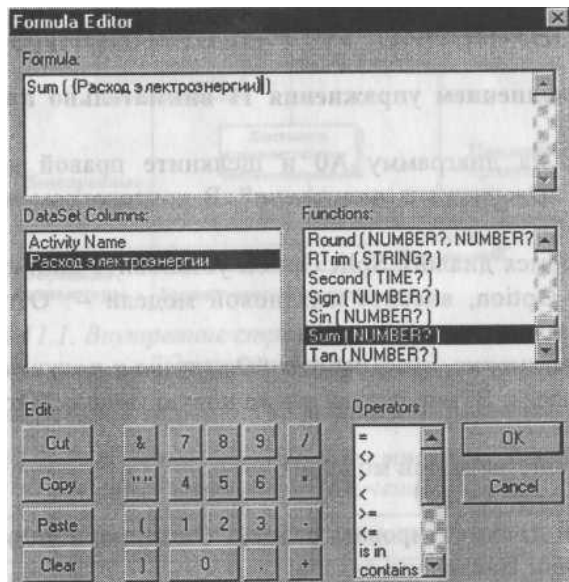 Formula Editor
Formula:
Sum ( {Расход электроэнергии} )
DataSet Columns:
Activity Name
Расход электроэнергии
Functions:
Round ( NUMBER?, NUMBER?
RTrim ( STRING? )
Second ( TIME? )
Sign ( NUMBER? )
Sin ( NUMBER? )
Sum ( NUMBER? )
Tan ( NUMBER? )
Edit
Cut
Copy
Paste
Clear
& 7 8 9 /
"" 4 5 6 *
( 1 2 3 -
) 0 . +
Operators
=
<>
>
<
>=
<=
is in
contains
OK
Cancel